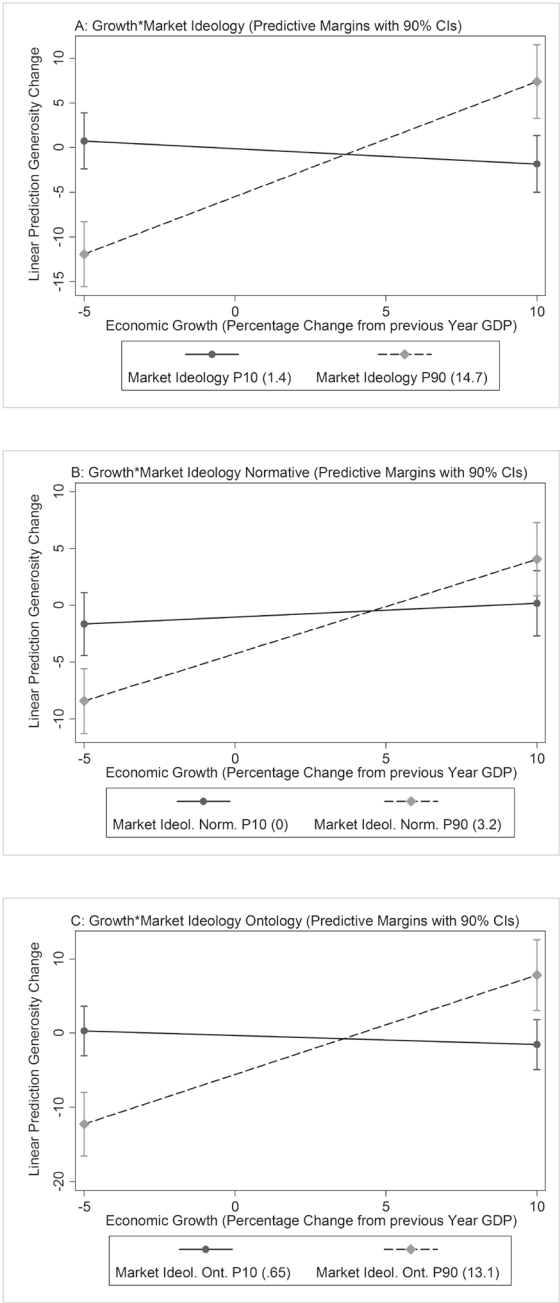 A: Growth*Market Ideology (Predictive Margins with 90% CIs)
Linear Prediction Generosity Change
10
5
0
-5
-10
-15
-5 0 5 10
Economic Growth (Percentage Change from previous Year GDP)
Market Ideology P10 (1.4) Market Ideology P90 (14.7)
B: Growth*Market Ideology Normative (Predictive Margins with 90% CIs)
Linear Prediction Generosity Change
10
5
0
-5
-10
-5 0 5 10
Economic Growth (Percentage Change from previous Year GDP)
Market Ideol. Norm. P10 (0) Market Ideol. Norm. P90 (3.2)
C: Growth*Market Ideology Ontology (Predictive Margins with 90% CIs)
Linear Prediction Generosity Change
10
0
-10
-20
-5 0 5 10
Economic Growth (Percentage Change from previous Year GDP)
Market Ideol. Ont. P10 (.65) Market Ideol. Ont. P90 (13.1)